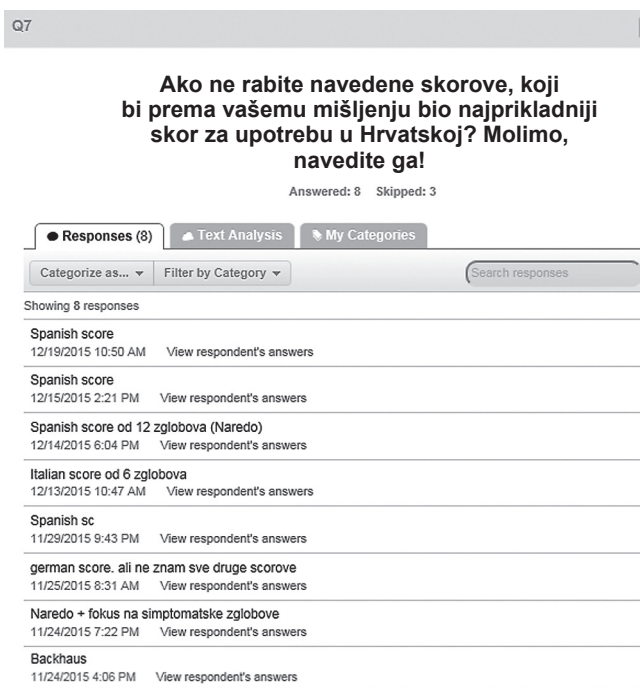 Q7
Ako ne rabite navedene skorove, koji
bi prema vašemu mišljenju bio najprikladniji
skor za upotrebu u Hrvatskoj? Molimo,
navedite ga!
Answered: 8 Skipped: 3
Responses (8) Text Analysis My Categories
Categorize as... Filter by Category Search responses
Showing 8 responses
Spanish score
12/19/2015 10:50 AM View respondent's answers
Spanish score
12/15/2015 2:21 PM View respondent's answers
Spanish score od 12 zglobova (Naredo)
12/14/2015 6:04 PM View respondent's answers
Italian score od 6 zglobova
12/13/2015 10:47 AM View respondent's answers
Spanish sc
11/29/2015 9:43 PM View respondent's answers
german score. ali ne znam sve druge scorove
11/25/2015 8:31 AM View respondent's answers
Naredo + fokus na simptomatske zglobove
11/24/2015 7:22 PM View respondent's answers
Backhaus
11/24/2015 4:06 PM View respondent's answers